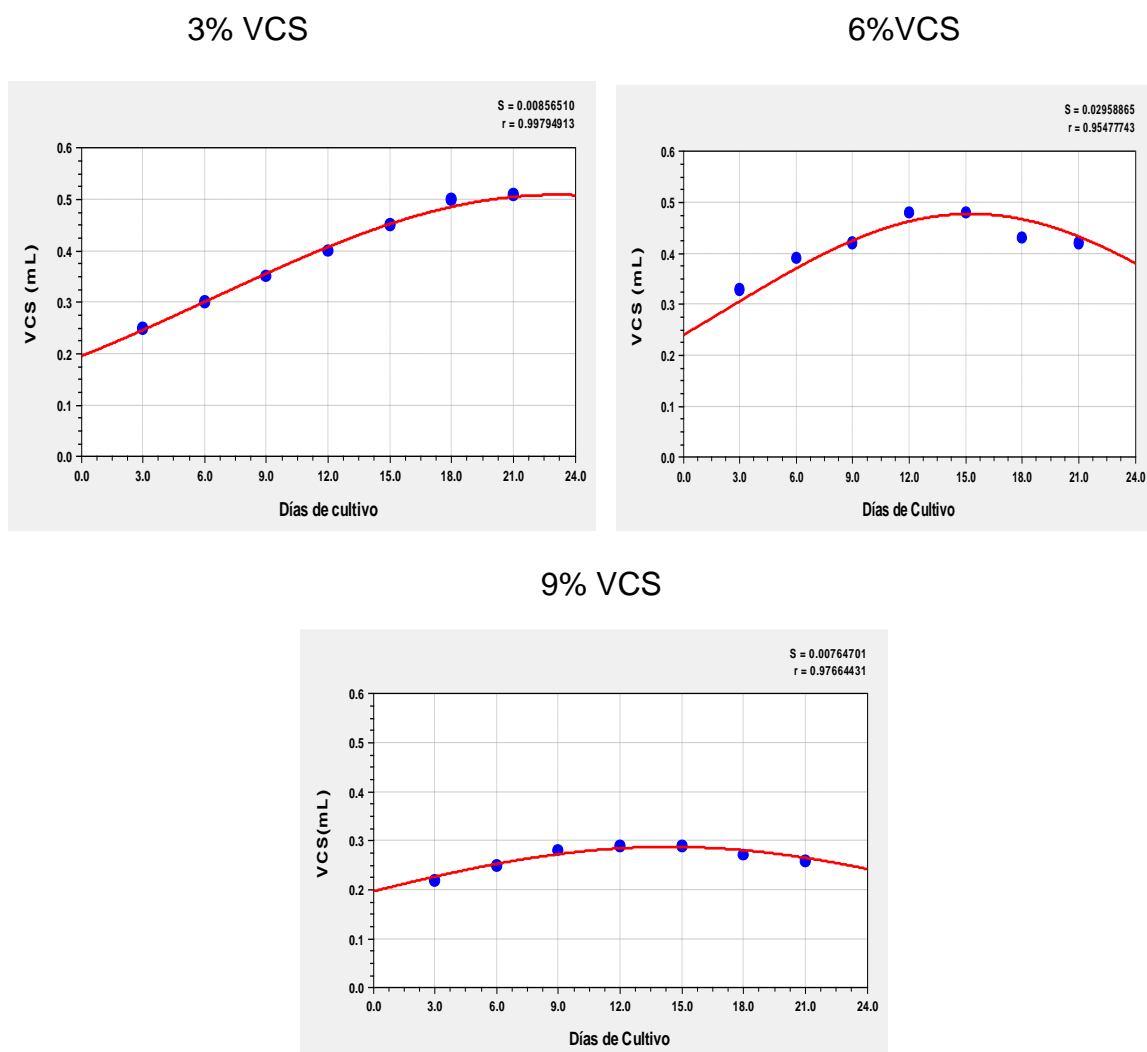 3% VCS
6%VCS
S = 0.00856510
r = 0.99794913
0.6
0.5
0.4
0.3
0.2
0.1
0.0
VCS (mL)
0.0 3.0 6.0 9.0 12.0 15.0 18.0 21.0 24.0
Días de cultivo
S = 0.02958865
r = 0.95477743
0.6
0.5
0.4
0.3
0.2
0.1
0.0
VCS (mL)
0.0 3.0 6.0 9.0 12.0 15.0 18.0 21.0 24.0
Días de Cultivo
9% VCS
S = 0.00764701
r = 0.97664431
0.6
0.5
0.4
0.3
0.2
0.1
0.0
VCS(mL)
0.0 3.0 6.0 9.0 12.0 15.0 18.0 21.0 24.0
Días de Cultivo